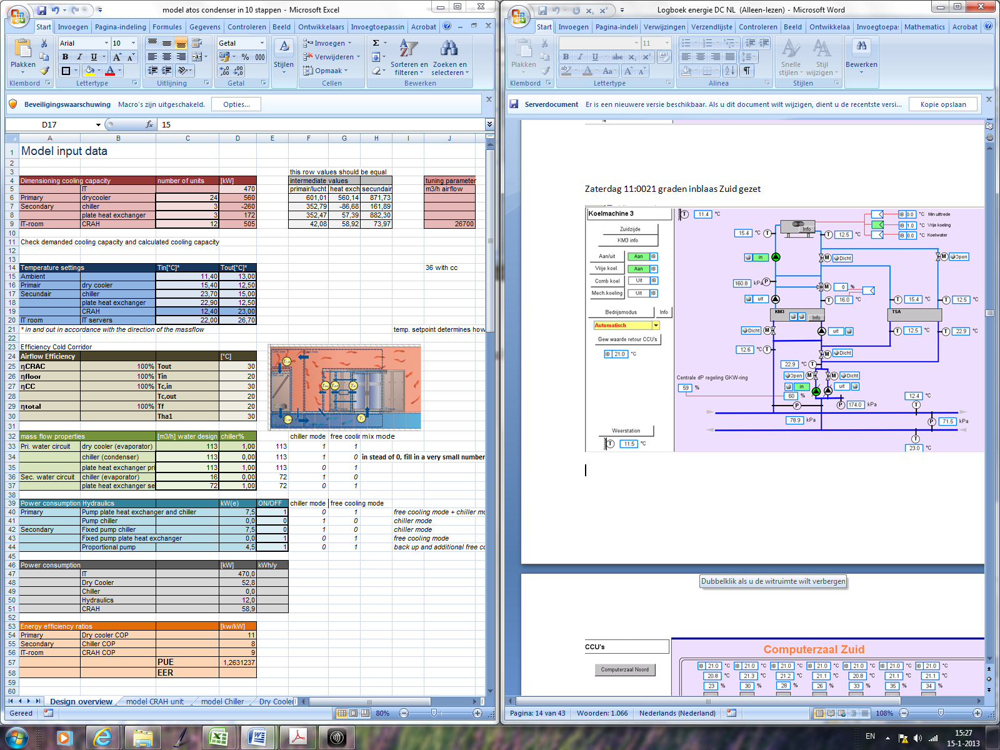 model atos condenser in 10 stappen - Microsoft Excel
Start Invoegen Pagina-indeling Formules Gegevens Controleren Beeld Ontwikkelaars Invoegtoepassin Acrobat
Plakken
Klembord
Arial 10
B I U A A
Lettertype
Uitlijning
Getal
% 000
Getal
Stijlen
Invoegen
Verwijderen
Opmaak
Cellen
Σ
Sorteren en filteren
Zoeken en selecteren
Bewerken
Beveiligingswaarschuwing Macro's zijn uitgeschakeld. Opties...
D17 fx 15
A B C D E F G H I J
1 Model input data
2
3 this row values should be equal
4 Dimensioning cooling capacity number of units [kW] intermediate values tuning parameter
5 IT 470 primair/lucht heat exch secundair m3/h airflow
6 Primary drycooler 24 560 601,01 560,14 871,73
7 Secondary chiller 3 -260 352,79 -86,68 161,89
8 plate heat exchanger 3 172 352,47 57,39 882,30
9 IT-room CRAH 12 505 42,08 58,92 73,97 26700
10
11 Check demanded cooling capacity and calculated cooling capacity
12
13
14 Temperature settings Tin[°C]* Tout[°C]* 36 with cc
15 Ambient 11,40 13,00
16 Primair dry cooler 15,40 12,50
17 Secundair chiller 23,70 15,00
18 plate heat exchanger 22,90 12,50
19 CRAH 12,40 23,00
20 IT room IT servers 22,00 26,70
21 * in and out in accordance with the direction of the massflow temp. setpoint determines how
22
23 Efficiency Cold Corridor
24 Airflow Efficiency [°C]
25 ηCRAC 100% Tout 30
26 ηfloor 100% Tin 20
27 ηCC 100% Tc,in 30
28 Tc,out 20
29 ηtotal 100% Tf 20
30 Tha1 30
31
32 mass flow properties [m3/h] water design chiller% chiller mode free coolir mix mode
33 Pri. water circuit dry cooler (evaporator) 113 1,00 113 1 1
34 chiller (condenser) 113 0,00 113 1 0 in stead of 0, fill in a very small number
35 plate heat exchanger pri 113 1,00 113 0 1
36 Sec. water circuit chiller (evaporator) 16 0,00 72 1 0
37 plate heat exchanger se 72 1,00 72 0 1
38
39 Power consumption Hydraulics kW(e) ON/OFF chiller mode free cooling mode
40 Primary Pump plate heat exchanger and chiller 7,5 1 0 1 free cooling mode + chiller mo
41 Pump chiller 0,0 0 1 0 chiller mode
42 Secondary Fixed pump chiller 7,5 0 1 0 chiller mode
43 Fixed pump plate heat exchanger 0,0 1 0 1 free cooling mode
44 Proportional pump 4,5 1 0 1 back up and additional free co
45
46 Power consumption [kW] kWh/y
47 IT 470,0
48 Dry Cooler 52,8
49 Chiller 0,0
50 Hydraulics 12,0
51 CRAH 58,9
52
53 Energy efficiency ratios [kw/kW]
54 Primary Dry cooler COP 11
55 Secondary Chiller COP 8
56 IT-room CRAH COP 9
57 PUE 1,2631237
58 EER
59
60
Design overview model CRAH unit model Chiller Dry Cooler
Gereed 80%
Logboek energie DC NL (Alleen-lezen) - Microsoft Word
Start Invoegen Pagina-indeli Verwijzingen Verzendlijste Controleren Beeld Ontwikkelaa Invoegtoepa: Mathematics Acrobat
Plakken
Klembord
11
B I U abc x₂ x² Aa A A
Lettertype
Alinea
Snelle stijlen
Stijl wijzigen
Stijlen
Bewerken
Serverdocument Er is een nieuwere versie beschikbaar. Als u dit document wilt wijzigen, dient u de recentste versi... Kopie opslaan
Zaterdag 11:0021 graden inblaas Zuid gezet
Koelmachine 3
Zuidzijde
KM3 info
Aan/uit Aan IB
Vrije koel. Aan IB
Comb koel Uit IB
Mech.koeling Uit IB
Bedrijsmodus Info
Automatisch
Gew waarde retour CCU's
IB 21.0 °C
Weerstation
T 11.5 °C
T 11.4 °C
Info
IB 0.0 °C Min uittrede
IB 1.0 °C Vrije koeling
IB 0.0 °C Koelwater
15.4 °C T
T 12.5 °C
in
M Dicht
M Open
160.8 kPa P
M 0 %
uit
T 16.0 °C
T 15.4 °C
T 12.5 °C
KM3 Info
TSA
Dicht M
uit
T 12.5 °C
T 22.9 °C
12.6 °C T
M Dicht
22.9 °C T
Open M M Dicht
Centrale dP regeling GKW-ring
59 %
in
uit
60 %
P 174.0 kPa
P
12.4 °C
T
78.9 kPa
P 71.5 kPa
T
23.0 °C
Dubbelklik als u de witruimte wilt verbergen
CCU's
Computerzaal Noord
Computerzaal Zuid
IB 21.0 °C IB 21.0 °C IB 21.0 °C IB 21.0 °C IB 21.0 °C IB 21.0 °C IB 21.0 °C
20.8 °C 21.3 °C 21.2 °C 21.1 °C 20.8 °C 21.1 °C 21.1 °C
23 % 30 % 28 % 26 % 33 % 35 % 34 %
Pagina: 14 van 43 Woorden: 1.066 Nederlands (Nederland) 108%
EN
15:27
15-1-2013